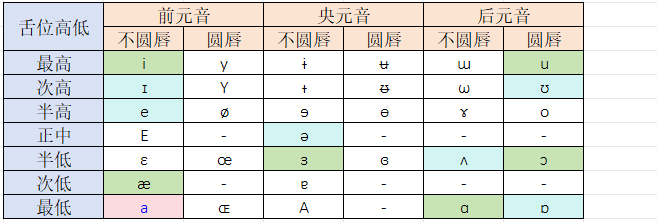 舌位高低 前元音 央元音 后元音
不圆唇 圆唇 不圆唇 圆唇 不圆唇 圆唇
最高 i y ɨ ʉ ɯ u
次高 ɪ Y ᵻ ʊ̵ ω ʊ
半高 e ø ɘ ɵ ɤ o
正中 E - ə - - -
半低 ɛ œ ɜ ɞ ʌ ɔ
次低 æ - ɐ - - -
最低 a ɶ A - ɑ ɒ